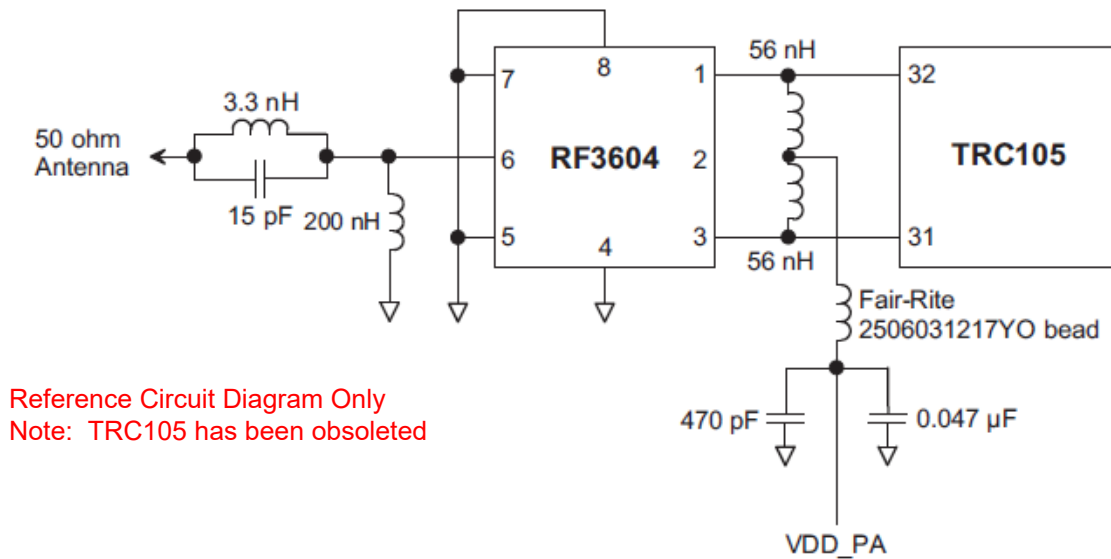 56 nH
8
7
1
32
3.3 nH
50 ohm
Antenna
6
RF3604
2
TRC105
15 pF
200 nH
5
4
3
31
56 nH
Fair-Rite
2506031217YO bead
Reference Circuit Diagram Only
Note: TRC105 has been obsoleted
470 pF
0.047 µF
VDD_PA